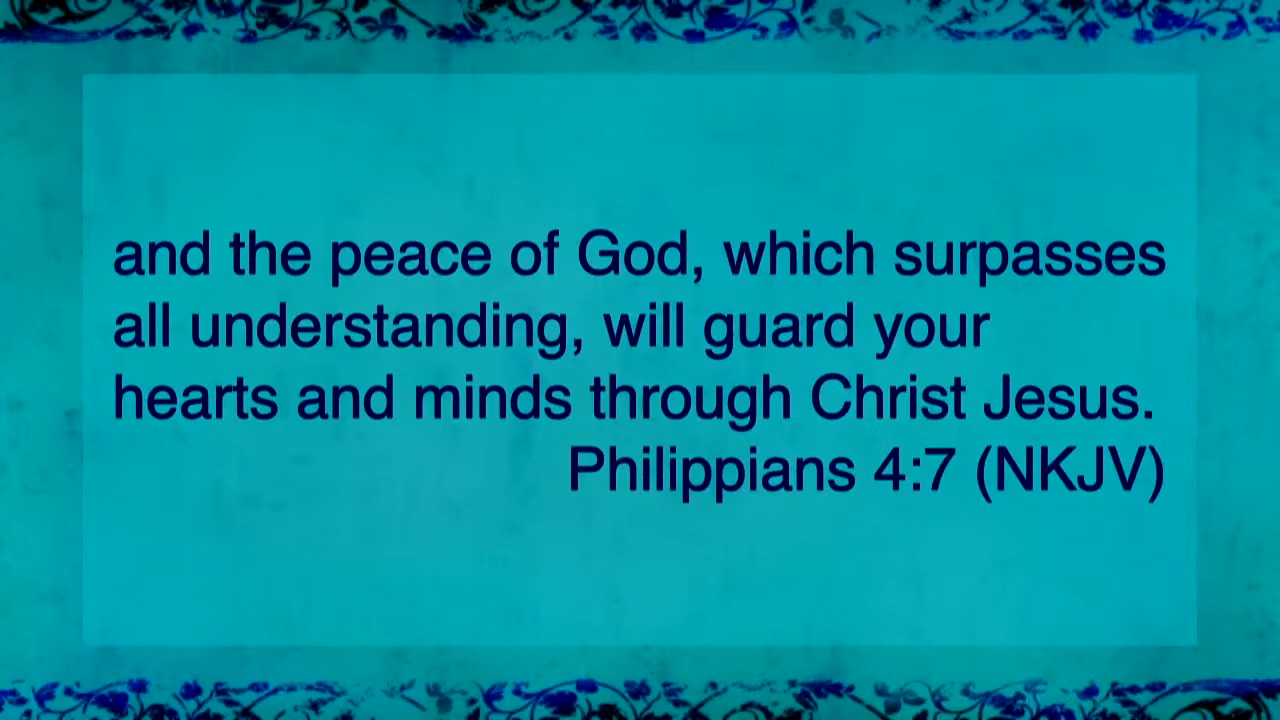 and the peace of God, which surpasses
all understanding, will guard your
hearts and minds through Christ Jesus.
Philippians 4:7 (NKJV)